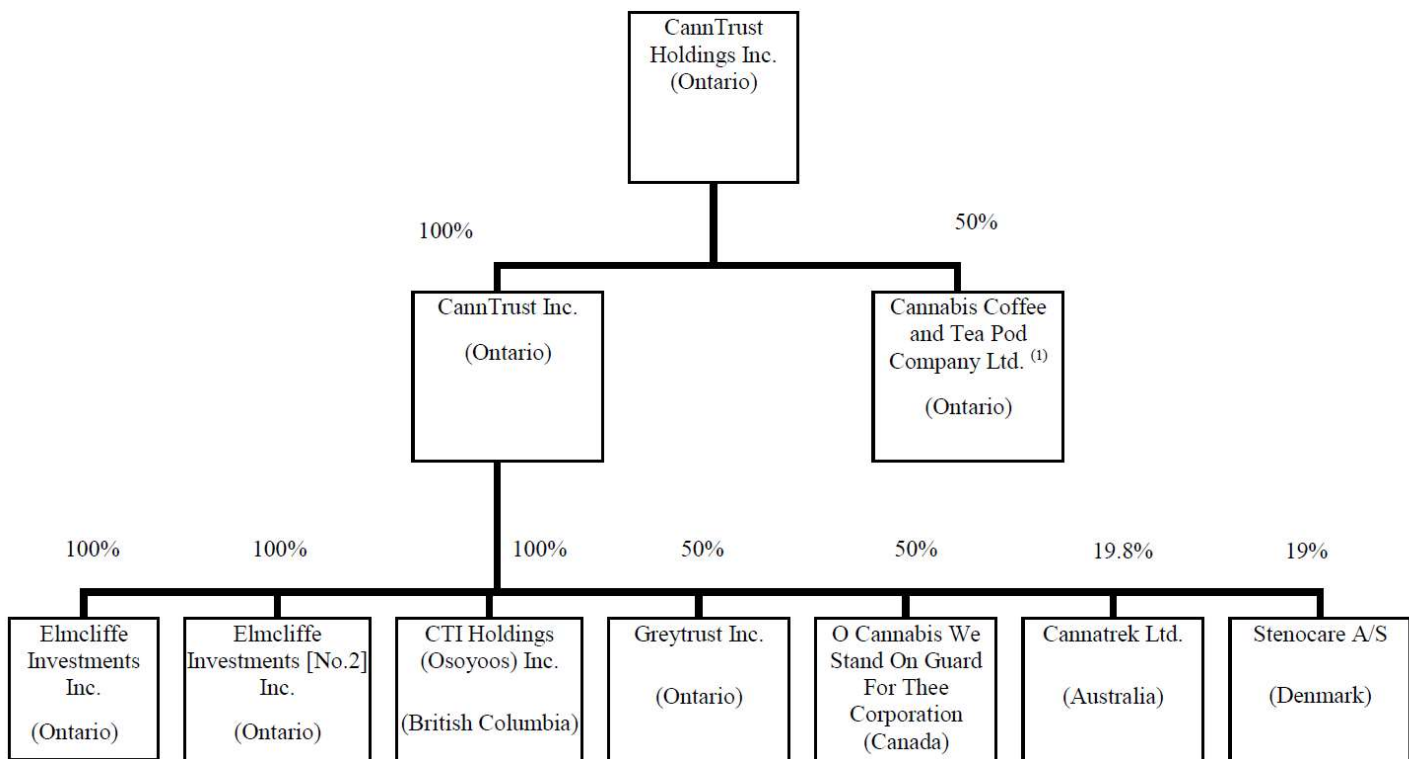 CannTrust
Holdings Inc.
(Ontario)
100%
50%
CannTrust Inc.
(Ontario)
Cannabis Coffee
and Tea Pod
Company Ltd. (1)
(Ontario)
100%
100%
100%
50%
50%
19.8%
19%
Elmcliffe
Investments
Inc.
(Ontario)
Elmcliffe
Investments [No.2]
Inc.
(Ontario)
CTI Holdings
(Osoyoos) Inc.
(British Columbia)
Greytrust Inc.
(Ontario)
O Cannabis We
Stand On Guard
For Thee
Corporation
(Canada)
Cannatrek Ltd.
(Australia)
Stenocare A/S
(Denmark)